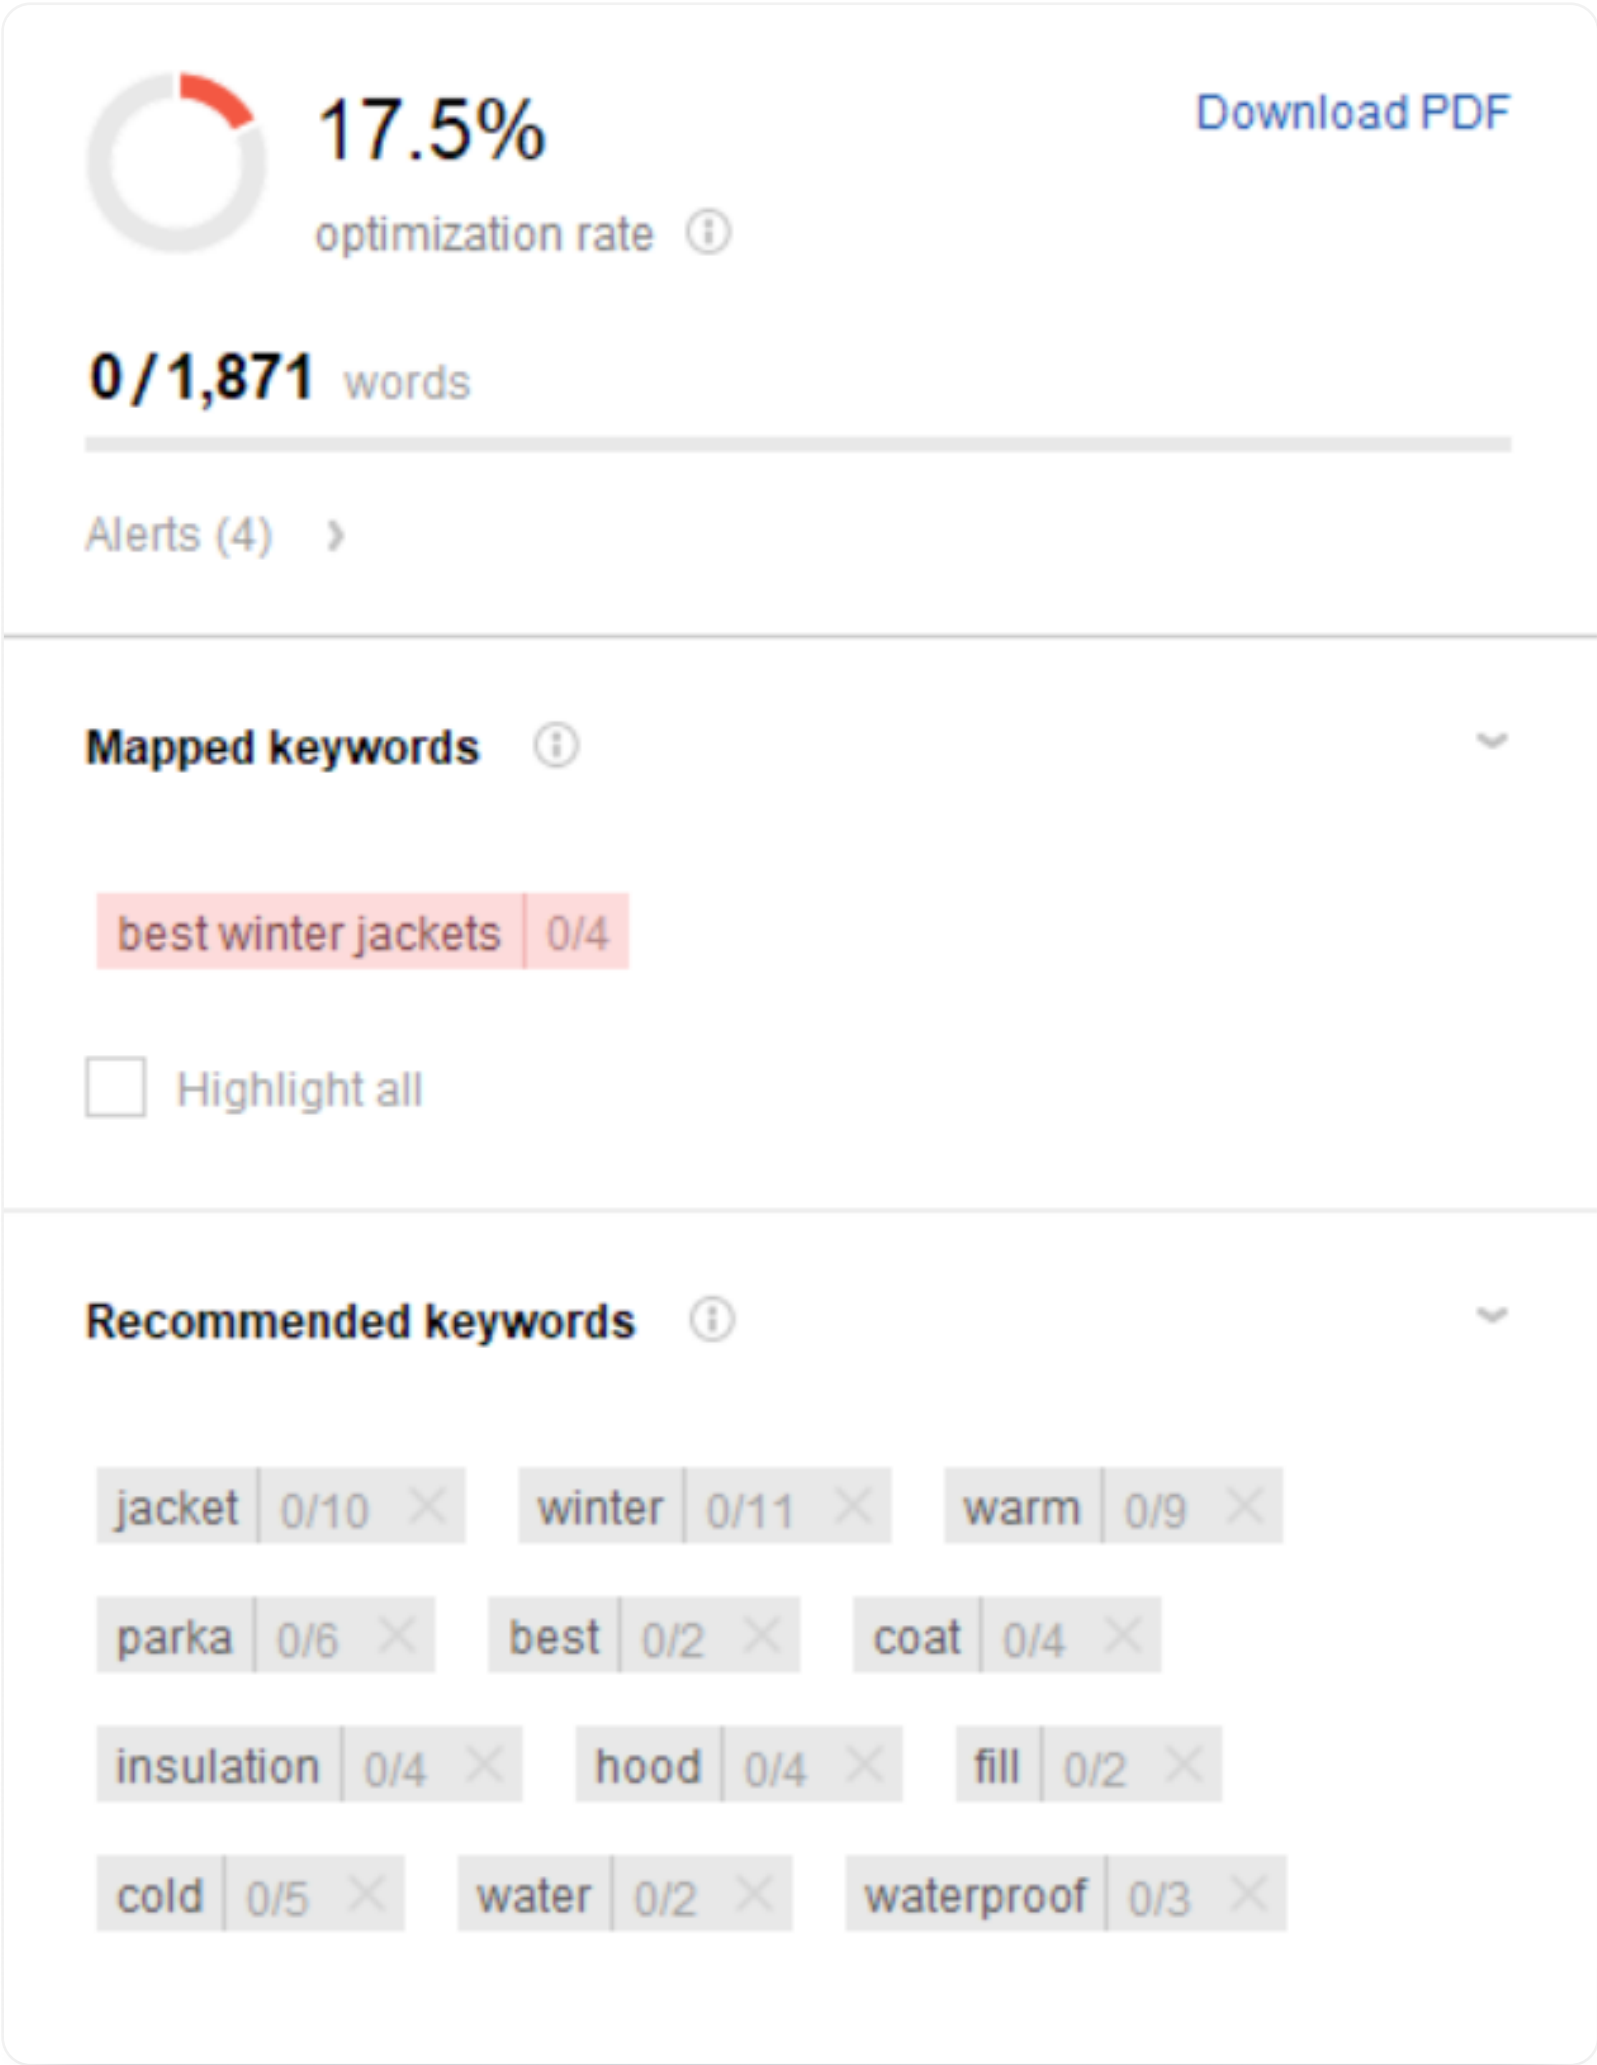 17.5%
Download PDF
optimization rate
0/1,871 words
Alerts (4)
Mapped keywords
best winter jackets 0/4
Highlight all
Recommended keywords
jacket 0/10 winter 0/11 warm 0/9
parka 0/6 best 0/2 coat 0/4
insulation 0/4 hood 0/4 fill 0/2
cold 0/5 water 0/2 waterproof 0/3